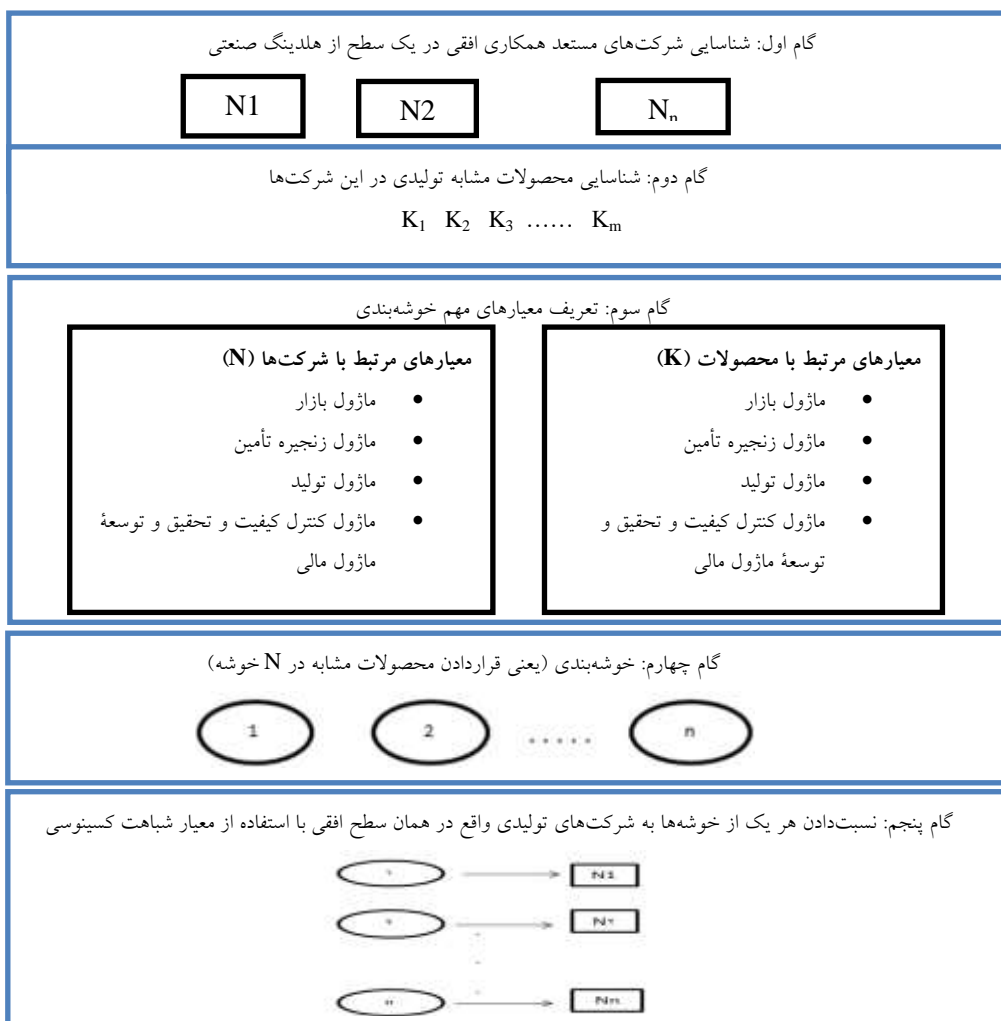 گام اول: شناسایی شرکت‌های مستعد همکاری افقی در یک سطح از هلدینگ صنعتی
N1 N2 Nn
گام دوم: شناسایی محصولات مشابه تولیدی در این شرکت‌ها
K1 K2 K3 …… Km
گام سوم: تعریف معیارهای مهم خوشه‌بندی
معیارهای مرتبط با محصولات (K)
• ماژول بازار
• ماژول زنجیره تأمین
• ماژول تولید
• ماژول کنترل کیفیت و تحقیق و
توسعۀ ماژول مالی
معیارهای مرتبط با شرکت‌ها (N)
• ماژول بازار
• ماژول زنجیره تأمین
• ماژول تولید
• ماژول کنترل کیفیت و تحقیق و توسعۀ
ماژول مالی
گام چهارم: خوشه‌بندی (یعنی قراردادن محصولات مشابه در N خوشه)
1 2 ..... n
گام پنجم: نسبت‌دادن هر یک از خوشه‌ها به شرکت‌های تولیدی واقع در همان سطح افقی با استفاده از معیار شباهت کسینوسی
N1